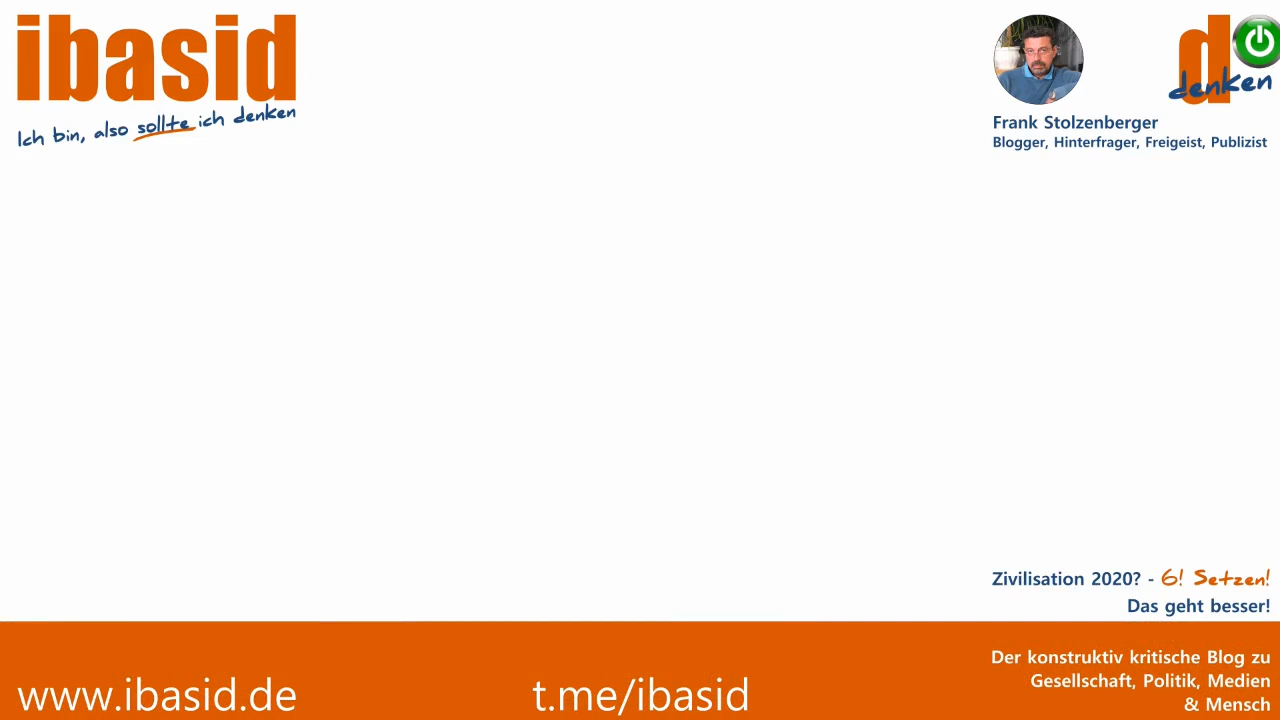 ibasid
Ich bin, also sollte ich denken
d
denken
Frank Stolzenberger
Blogger, Hinterfrager, Freigeist, Publizist
Zivilisation 2020? - 6! Setzen!
Das geht besser!
www.ibasid.de
t.me/ibasid
Der konstruktiv kritische Blog zu
Gesellschaft, Politik, Medien
& Mensch